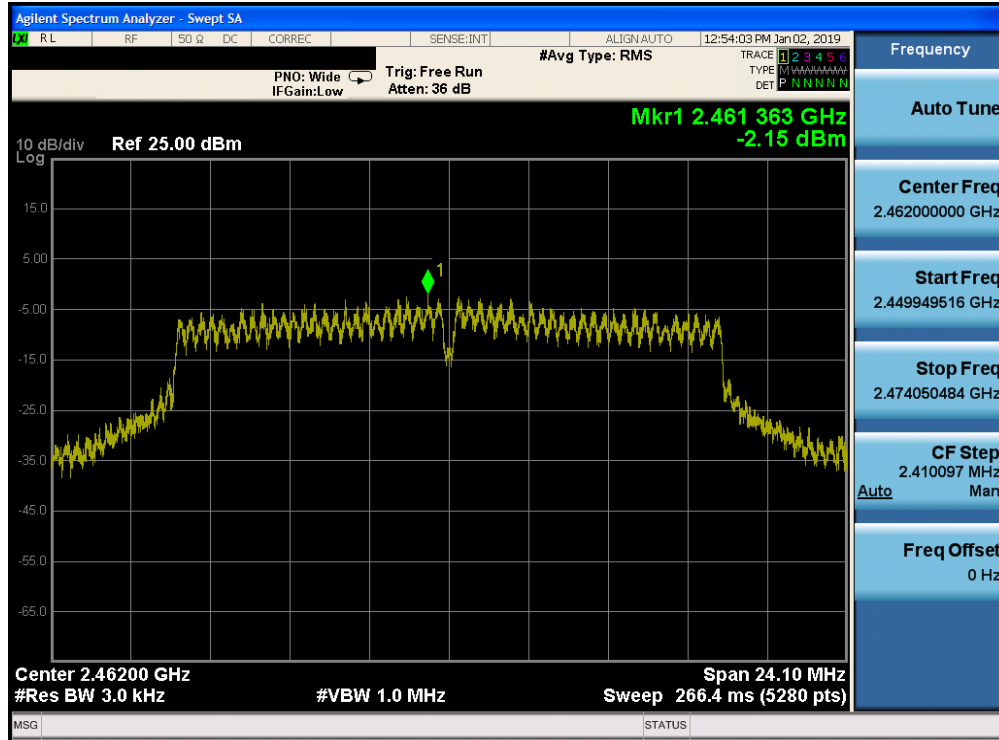 Agilent Spectrum Analyzer - Swept SA
LXI RL RF 50 Ω DC CORREC SENSE:INT ALIGN AUTO 12:54:03 PM Jan 02, 2019
Frequency
#Avg Type: RMS
TRACE 1 2 3 4 5 6
PNO: Wide Trig: Free Run
TYPE M WWWWW
IFGain:Low Atten: 36 dB
DET P N N N N N
Auto Tune
Mkr1 2.461 363 GHz
-2.15 dBm
10 dB/div Ref 25.00 dBm
Log
15.0
5.00
-5.00
-15.0
-25.0
-35.0
-45.0
-55.0
-65.0
1
Center Freq
2.462000000 GHz
Start Freq
2.449949516 GHz
Stop Freq
2.474050484 GHz
CF Step
2.410097 MHz
Auto Man
Freq Offset
0 Hz
Center 2.46200 GHz Span 24.10 MHz
#Res BW 3.0 kHz #VBW 1.0 MHz Sweep 266.4 ms (5280 pts)
MSG STATUS